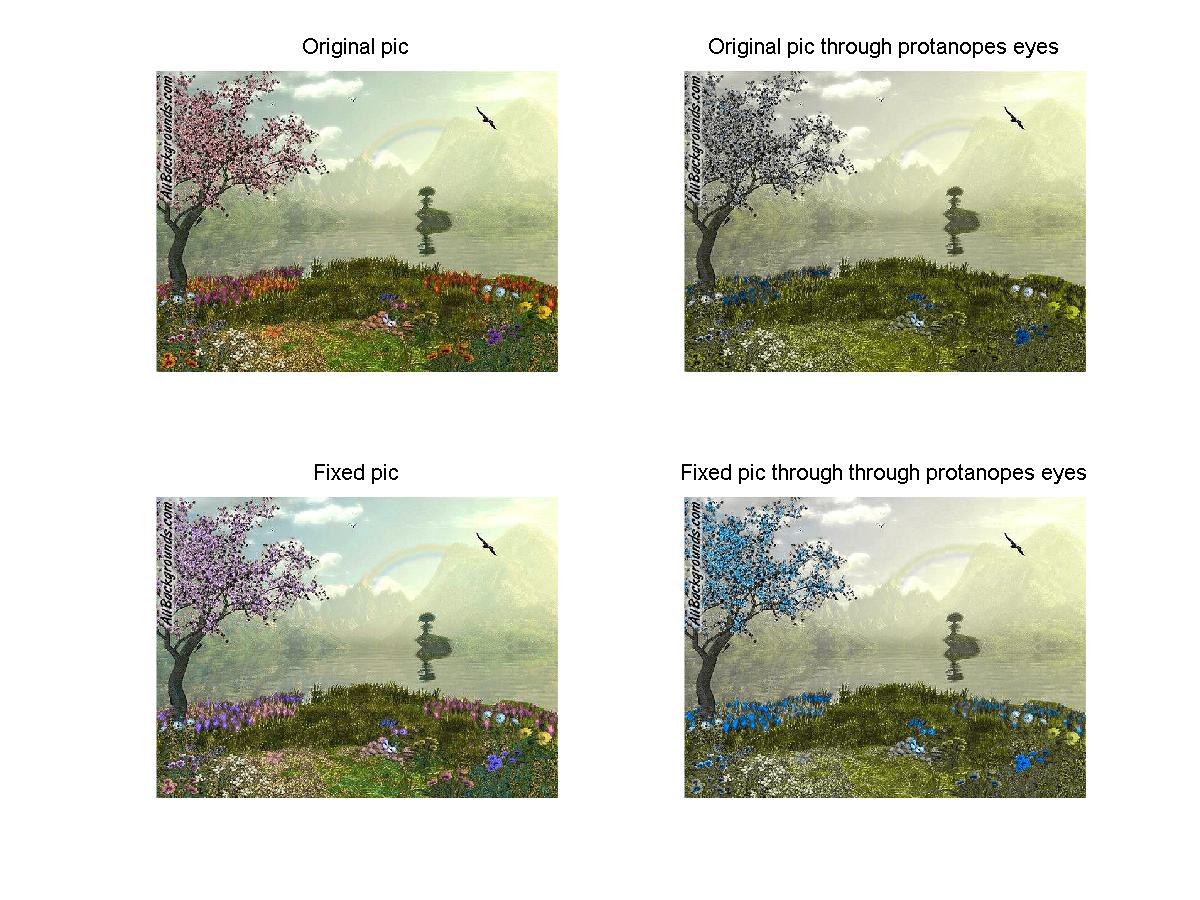 Original pic
Original pic through protanopes eyes
AllBackgrounds.com
AllBackgrounds.com
Fixed pic
Fixed pic through through protanopes eyes
AllBackgrounds.com
AllBackgrounds.com